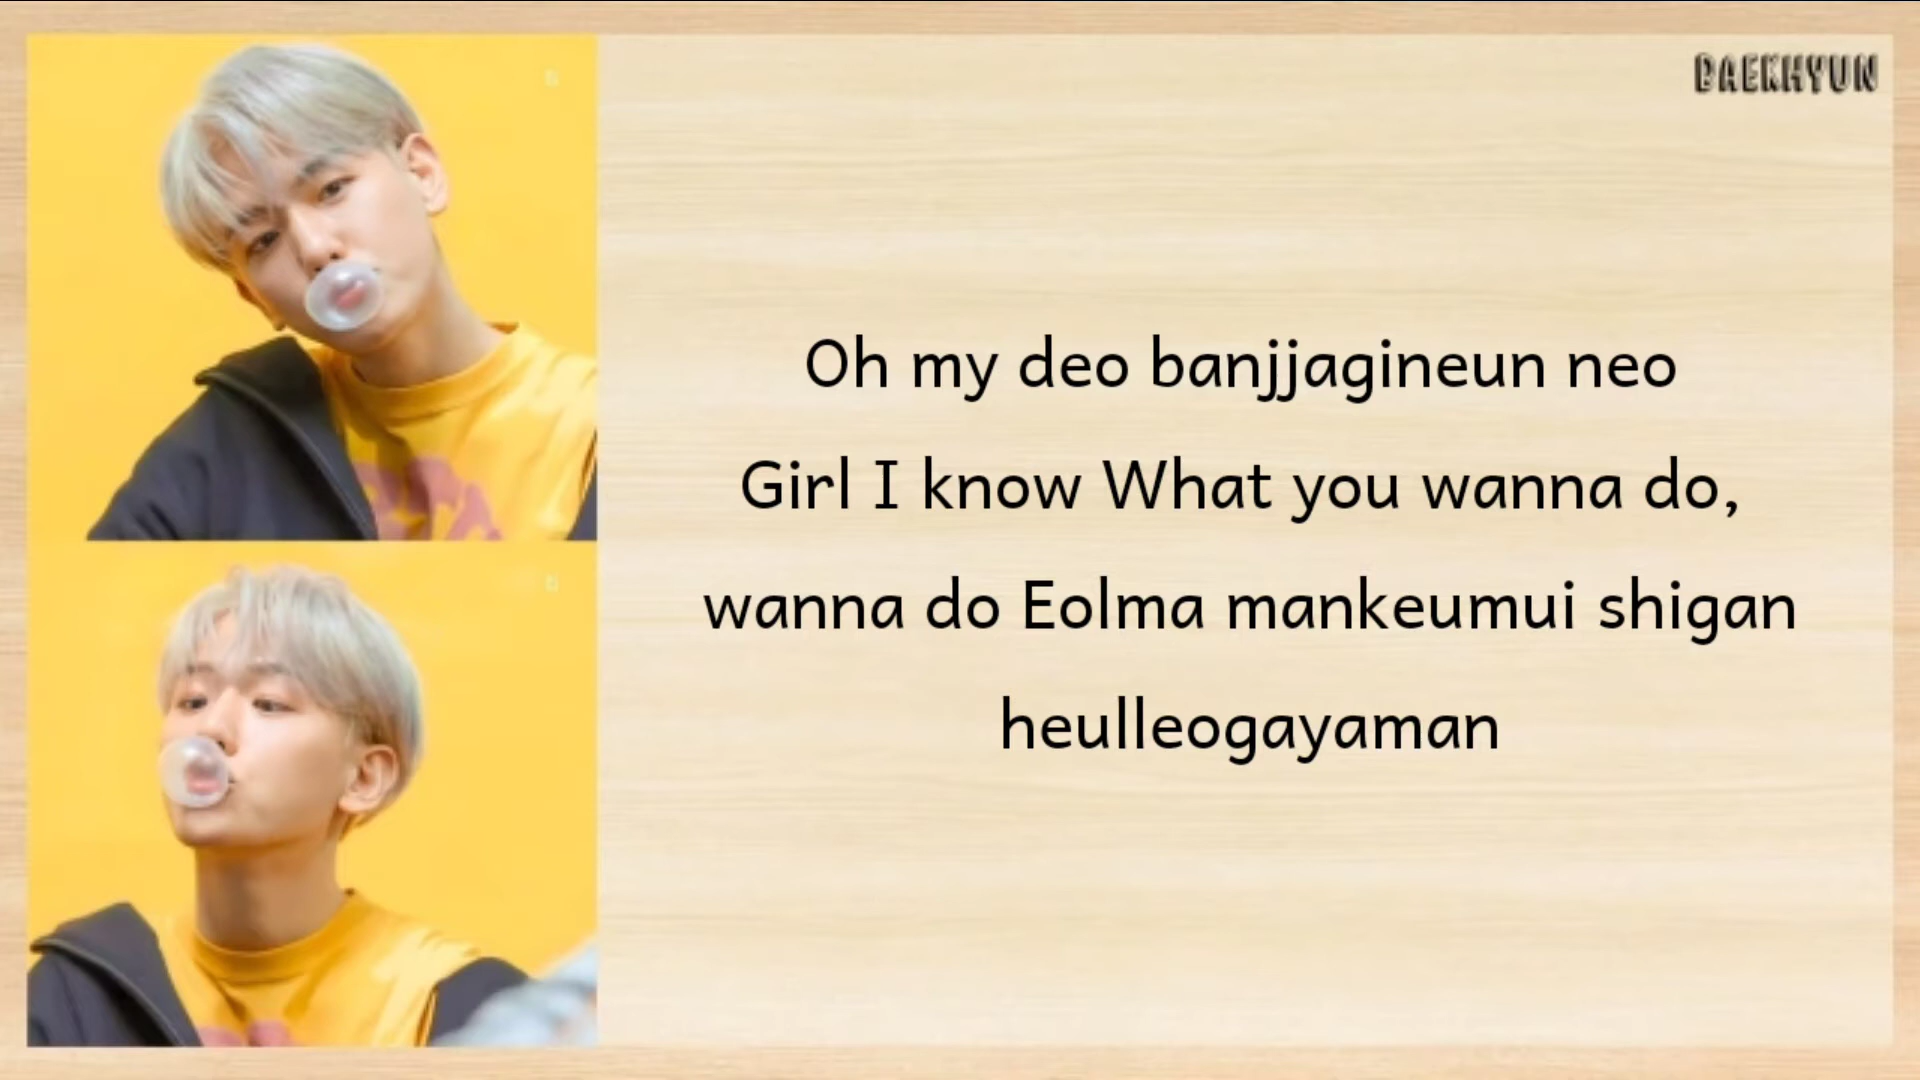 BAEKHYUN
Oh my deo banjjagineun neo
Girl I know What you wanna do,
wanna do Eolma mankeumui shigan
heulleogayaman